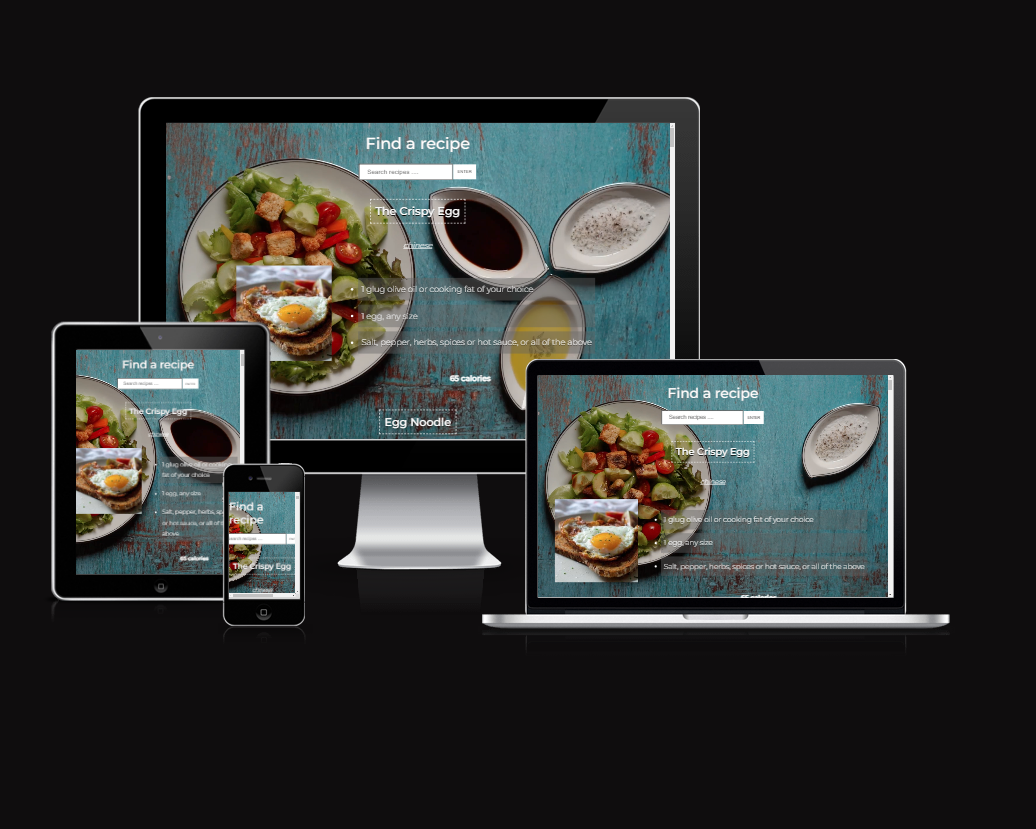 Find a recipe
Search recipes ....
ENTER
The Crispy Egg
chinese
1 glug olive oil or cooking fat of your choice
1 egg, any size
Salt, pepper, herbs, spices or hot sauce, or all of the above
65 calories
Egg Noodle
Find a recipe
Search recipes ....
The Crispy Egg
1 glug olive oil or cooking
fat of your choice
1 egg, any size
Salt, pepper, herbs,
or hot sauce, or all of
above
65 calories
Find a
recipe
Search recipes ....
The Crispy Egg
chinese
Find a recipe
Search recipes ....
ENTER
The Crispy Egg
chinese
1 glug olive oil or cooking fat of your choice
1 egg, any size
Salt, pepper, herbs, spices or hot sauce, or all of the above
65 calories